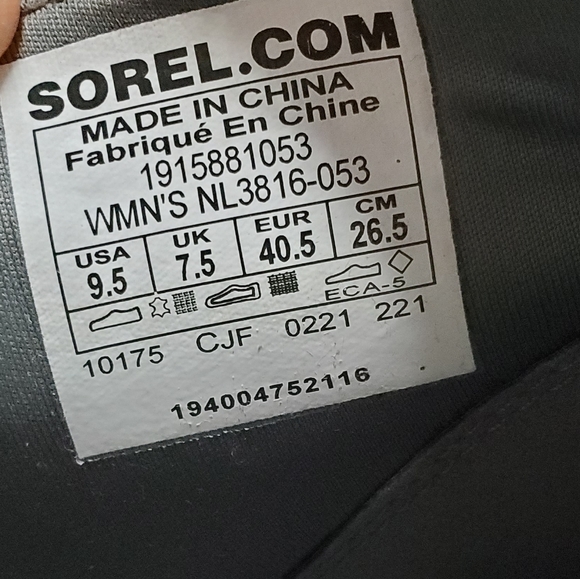 SOREL.COM
MADE IN CHINA
Fabriqué En Chine
1915881053
WMN'S NL3816-053
USA UK EUR CM
9.5 7.5 40.5 26.5
ECA-5
10175 CJF 0221 221
194004752116